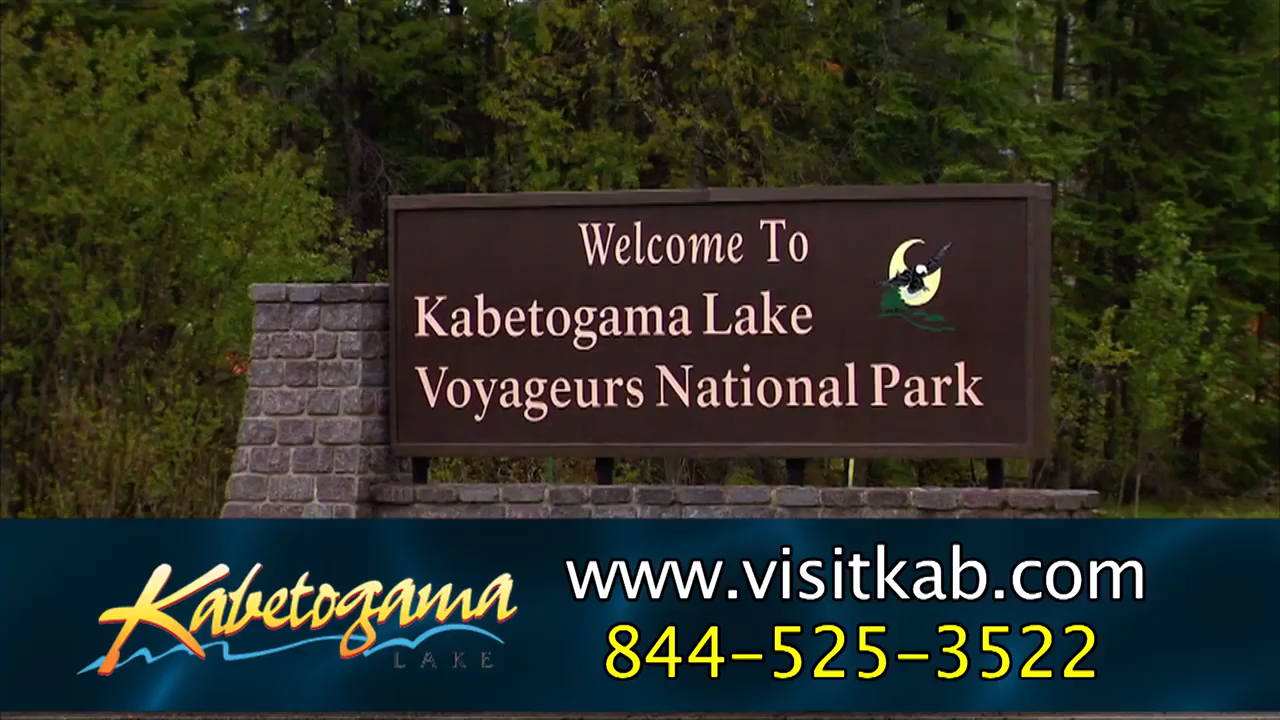 Welcome To
Kabetogama Lake
Voyageurs National Park
Kabetogama
LAKE
www.visitkab.com
844-525-3522